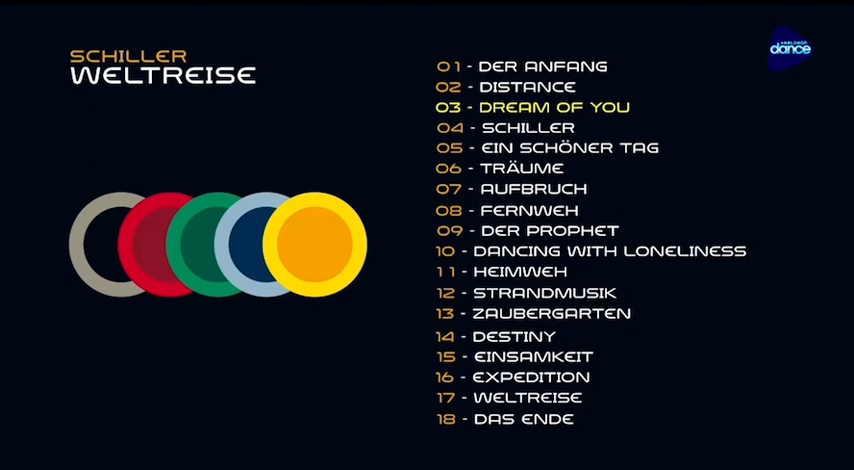 SCHILLER
WELTREISE
dance
01 - DER ANFANG
02 - DISTANCE
03 - DREAM OF YOU
04 - SCHILLER
05 - EIN SCHÖNER TAG
06 - TRÄUME
07 - AUFBRUCH
08 - FERNWEH
09 - DER PROPHET
10 - DANCING WITH LONELINESS
11 - HEIMWEH
12 - STRANDMUSIK
13 - ZAUBERGARTEN
14 - DESTINY
15 - EINSAMKEIT
16 - EXPEDITION
17 - WELTREISE
18 - DAS ENDE